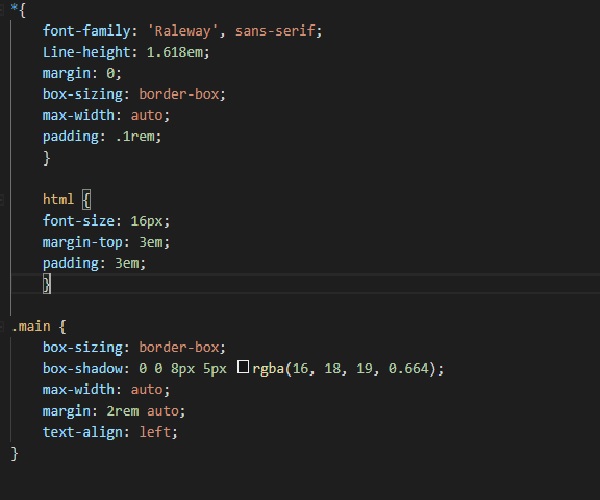 *{
font-family: 'Raleway', sans-serif;
Line-height: 1.618em;
margin: 0;
box-sizing: border-box;
max-width: auto;
padding: .1rem;
}
html {
font-size: 16px;
margin-top: 3em;
padding: 3em;
}
.main {
box-sizing: border-box;
box-shadow: 0 0 8px 5px rgba(16, 18, 19, 0.664);
max-width: auto;
margin: 2rem auto;
text-align: left;
}